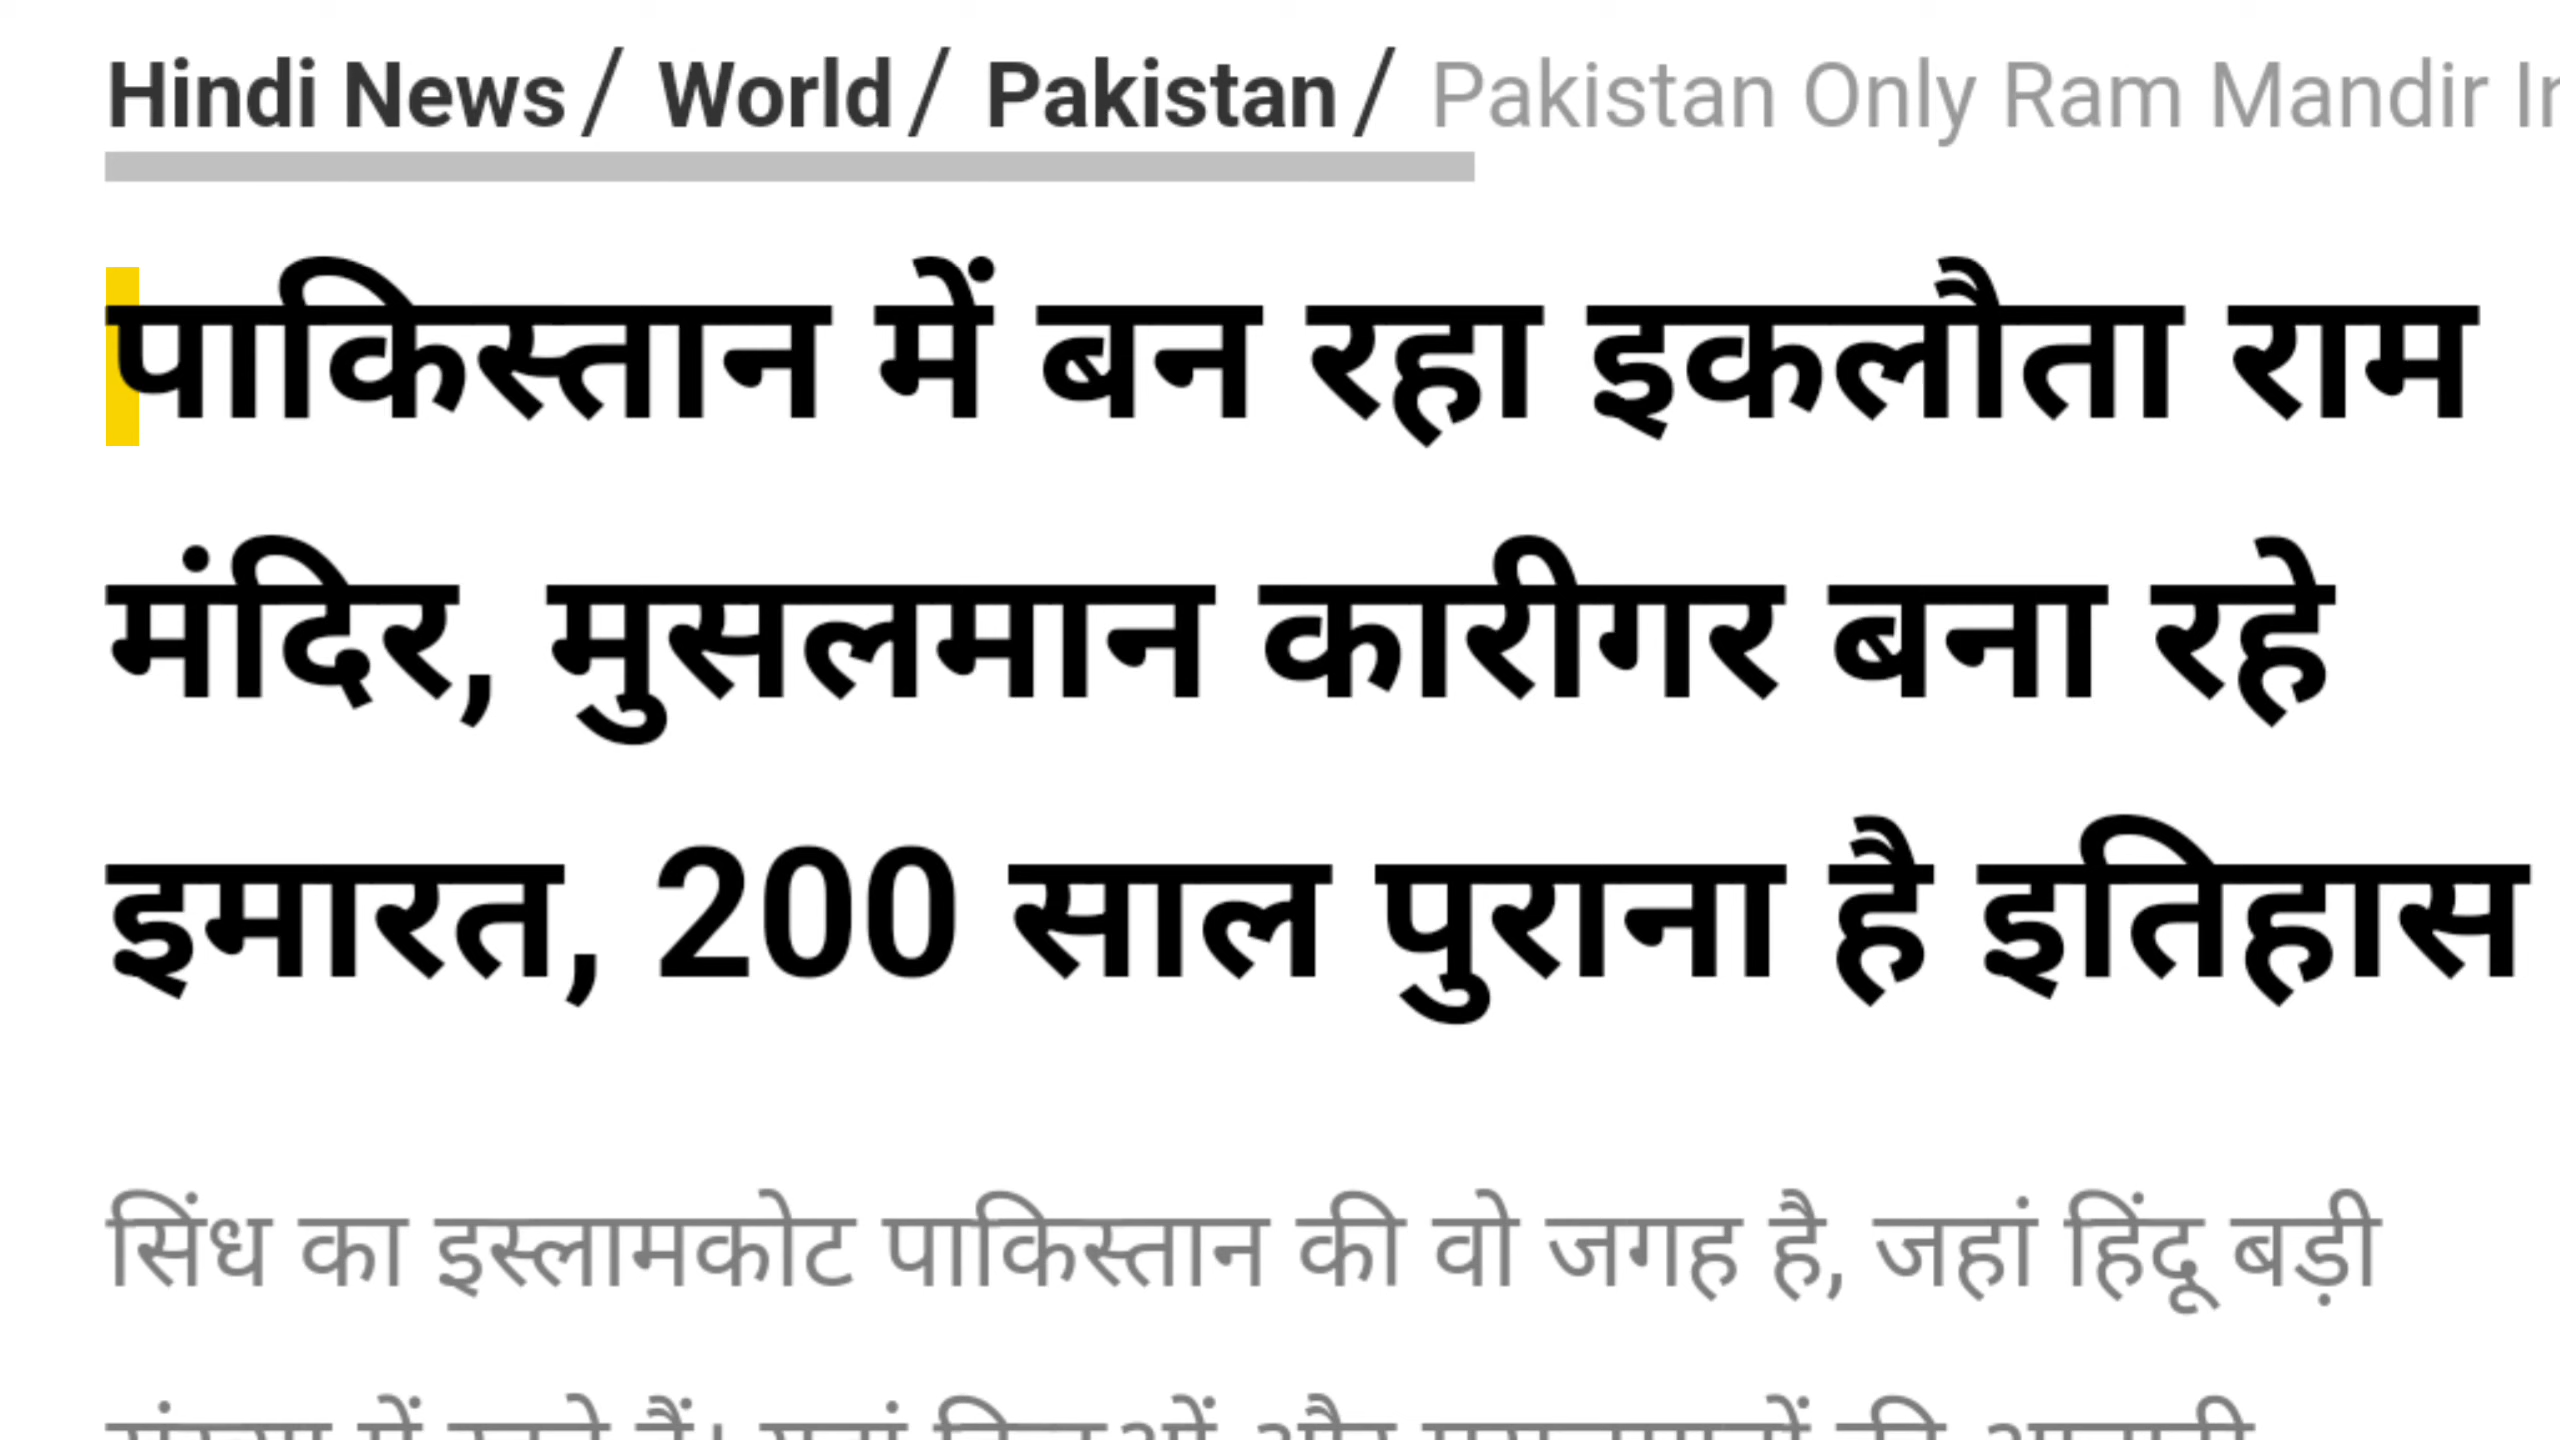 Hindi News / World / Pakistan / Pakistan Only Ram Mandir
पाकिस्तान में बन रहा इकलौता राम
मंदिर, मुसलमान कारीगर बना रहे
इमारत, 200 साल पुराना है इतिहास
सिंध का इस्लामकोट पाकिस्तान की वो जगह है, जहां हिंदू बड़ी